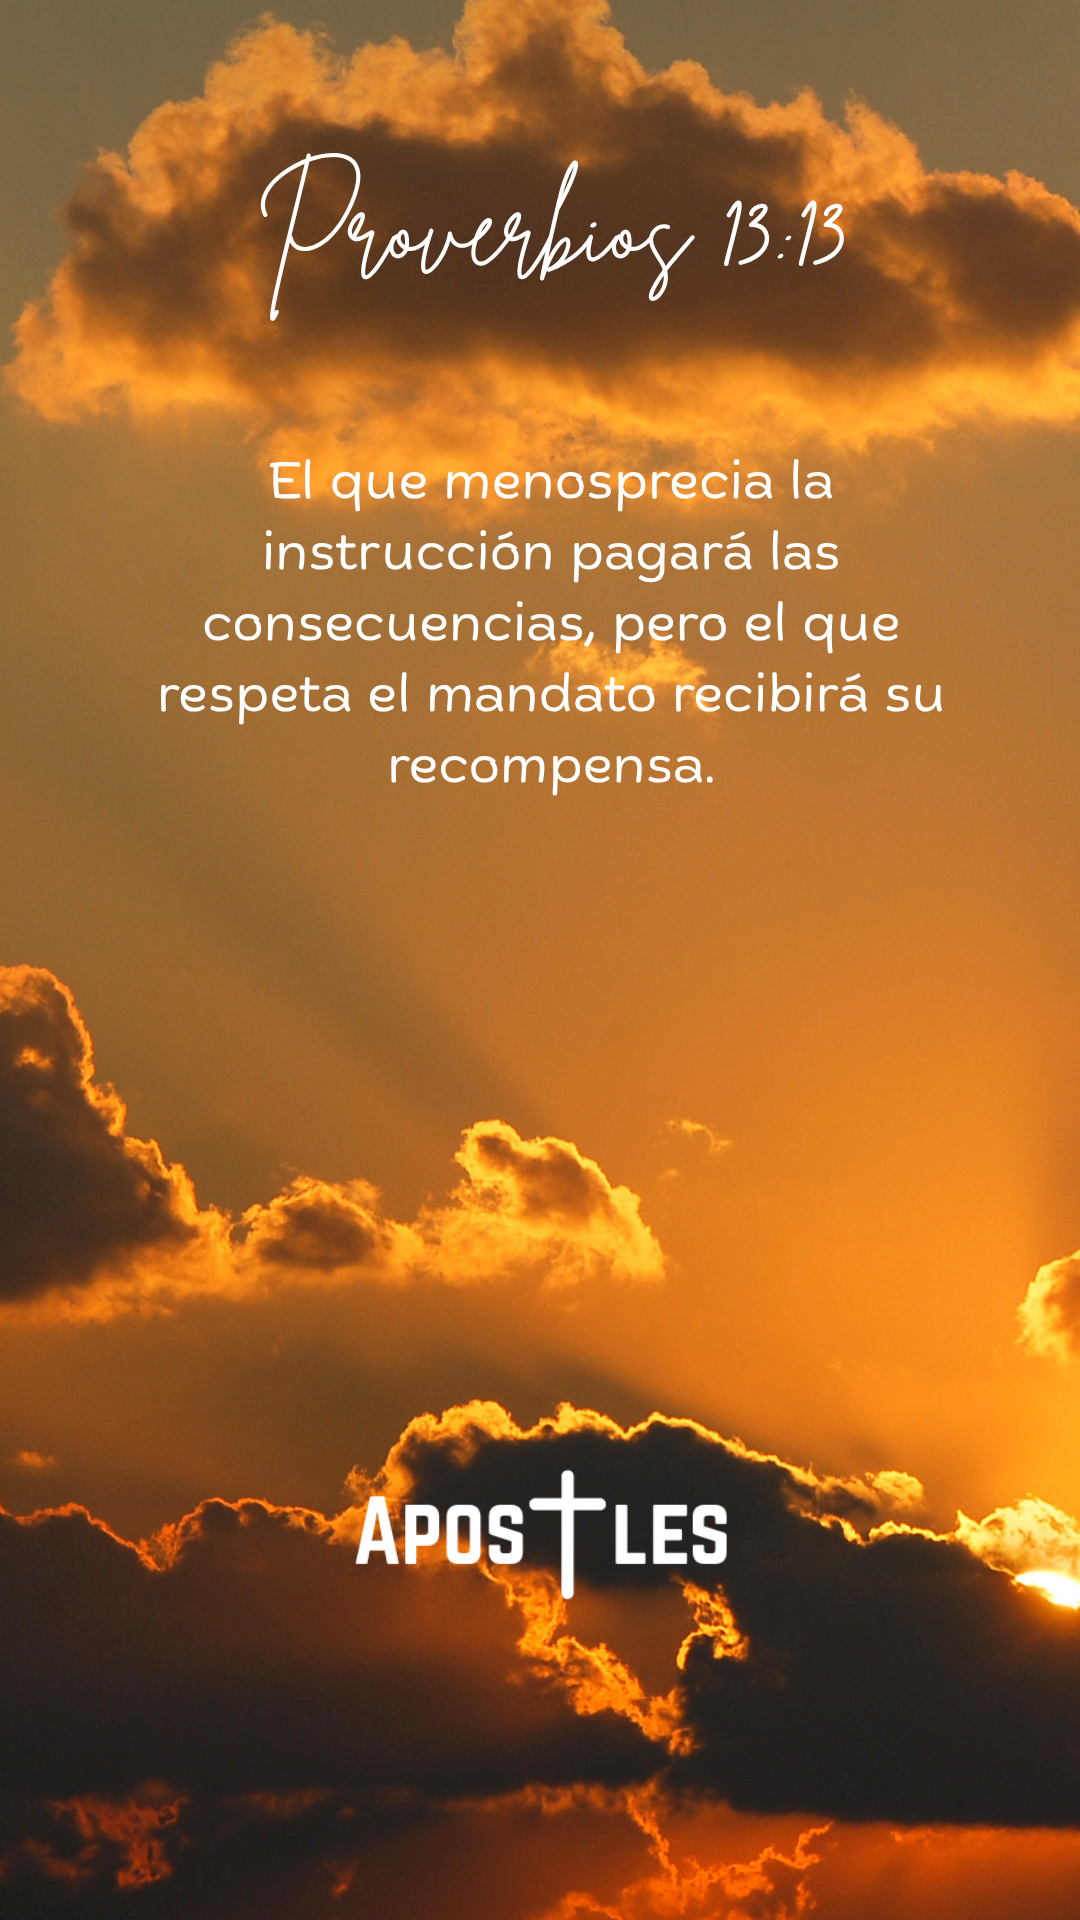 Proverbios 13:13
El que menosprecia la
instrucción pagará las
consecuencias, pero el que
respeta el mandato recibirá su
recompensa.
APOSTLES